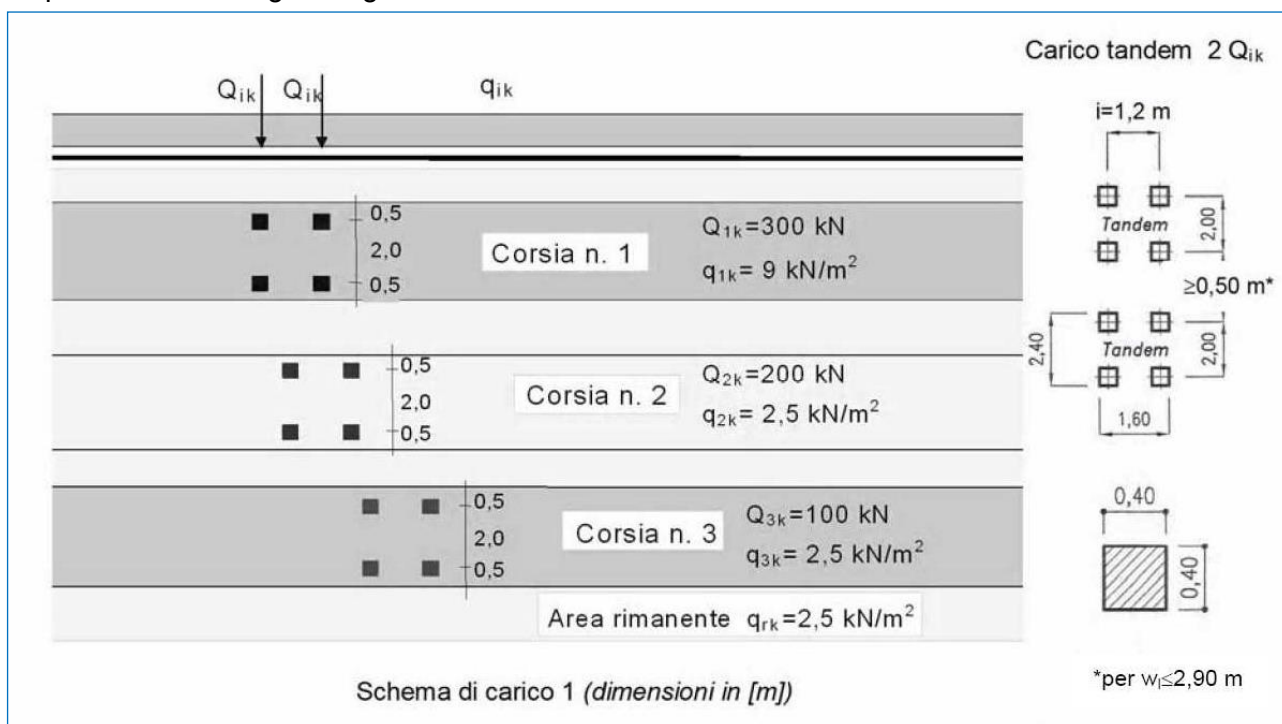 Carico tandem 2 Qik
Qik Qik qik
i=1,2 m
0,5
2,0
0,5
Corsia n. 1
Q1k=300 kN
q1k= 9 kN/m²
Tandem
2,00
≥0,50 m*
0,5
2,0
0,5
Corsia n. 2
Q2k=200 kN
q2k= 2,5 kN/m²
2,40
Tandem
2,00
1,60
0,5
2,0
0,5
Corsia n. 3
Q3k=100 kN
q3k= 2,5 kN/m²
0,40
0,40
Area rimanente qrk=2,5 kN/m²
Schema di carico 1 (dimensioni in [m])
*per wl≤2,90 m